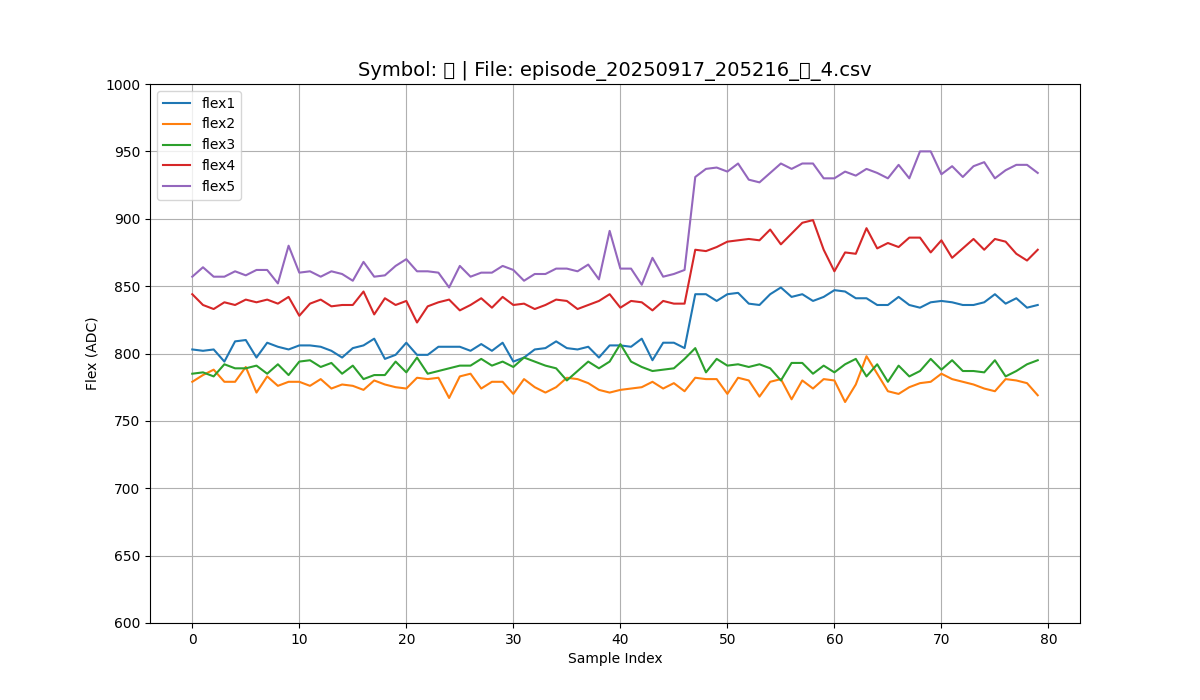 Symbol: | File: episode_20250917_205216_ _4.csv
1000
950
900
850
800
750
700
650
600
flex1
flex2
flex3
flex4
flex5
Flex (ADC)
0 10 20 30 40 50 60 70 80
Sample Index